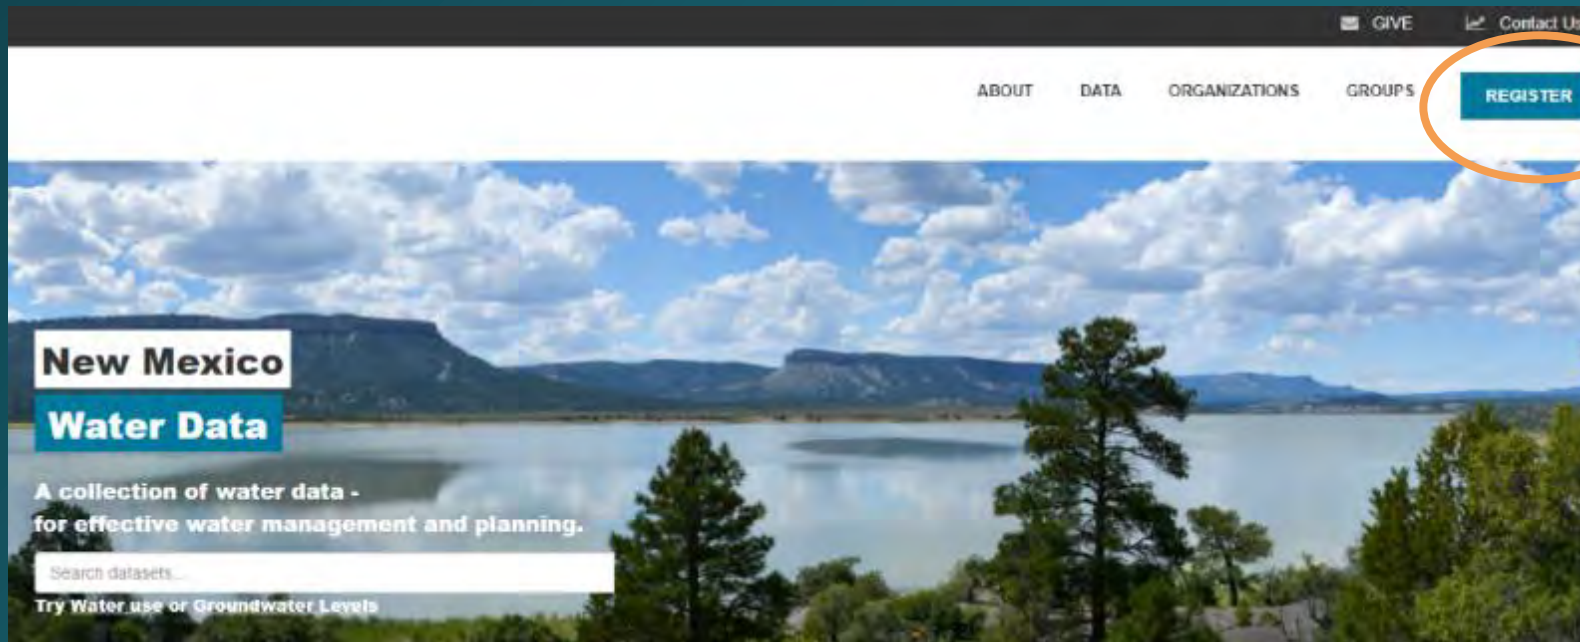 GIVE Contact Us
ABOUT DATA ORGANIZATIONS GROUPS REGISTER
New Mexico
Water Data
A collection of water data -
for effective water management and planning.
Search datasets...
Try Water use or Groundwater Levels